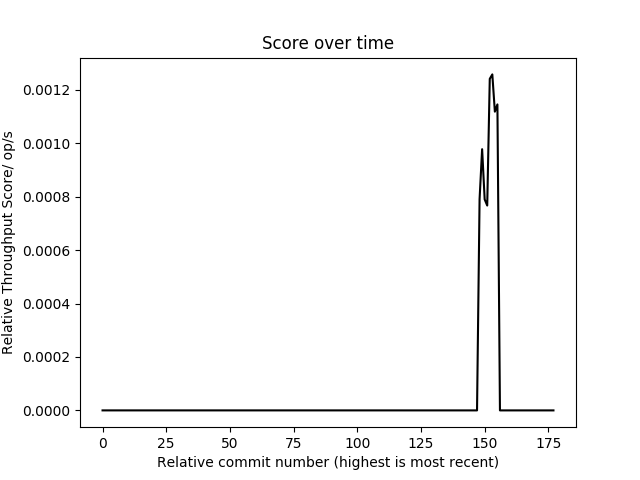 Score over time
Relative Throughput Score/ op/s
0.0012
0.0010
0.0008
0.0006
0.0004
0.0002
0.0000
0 25 50 75 100 125 150 175
Relative commit number (highest is most recent)